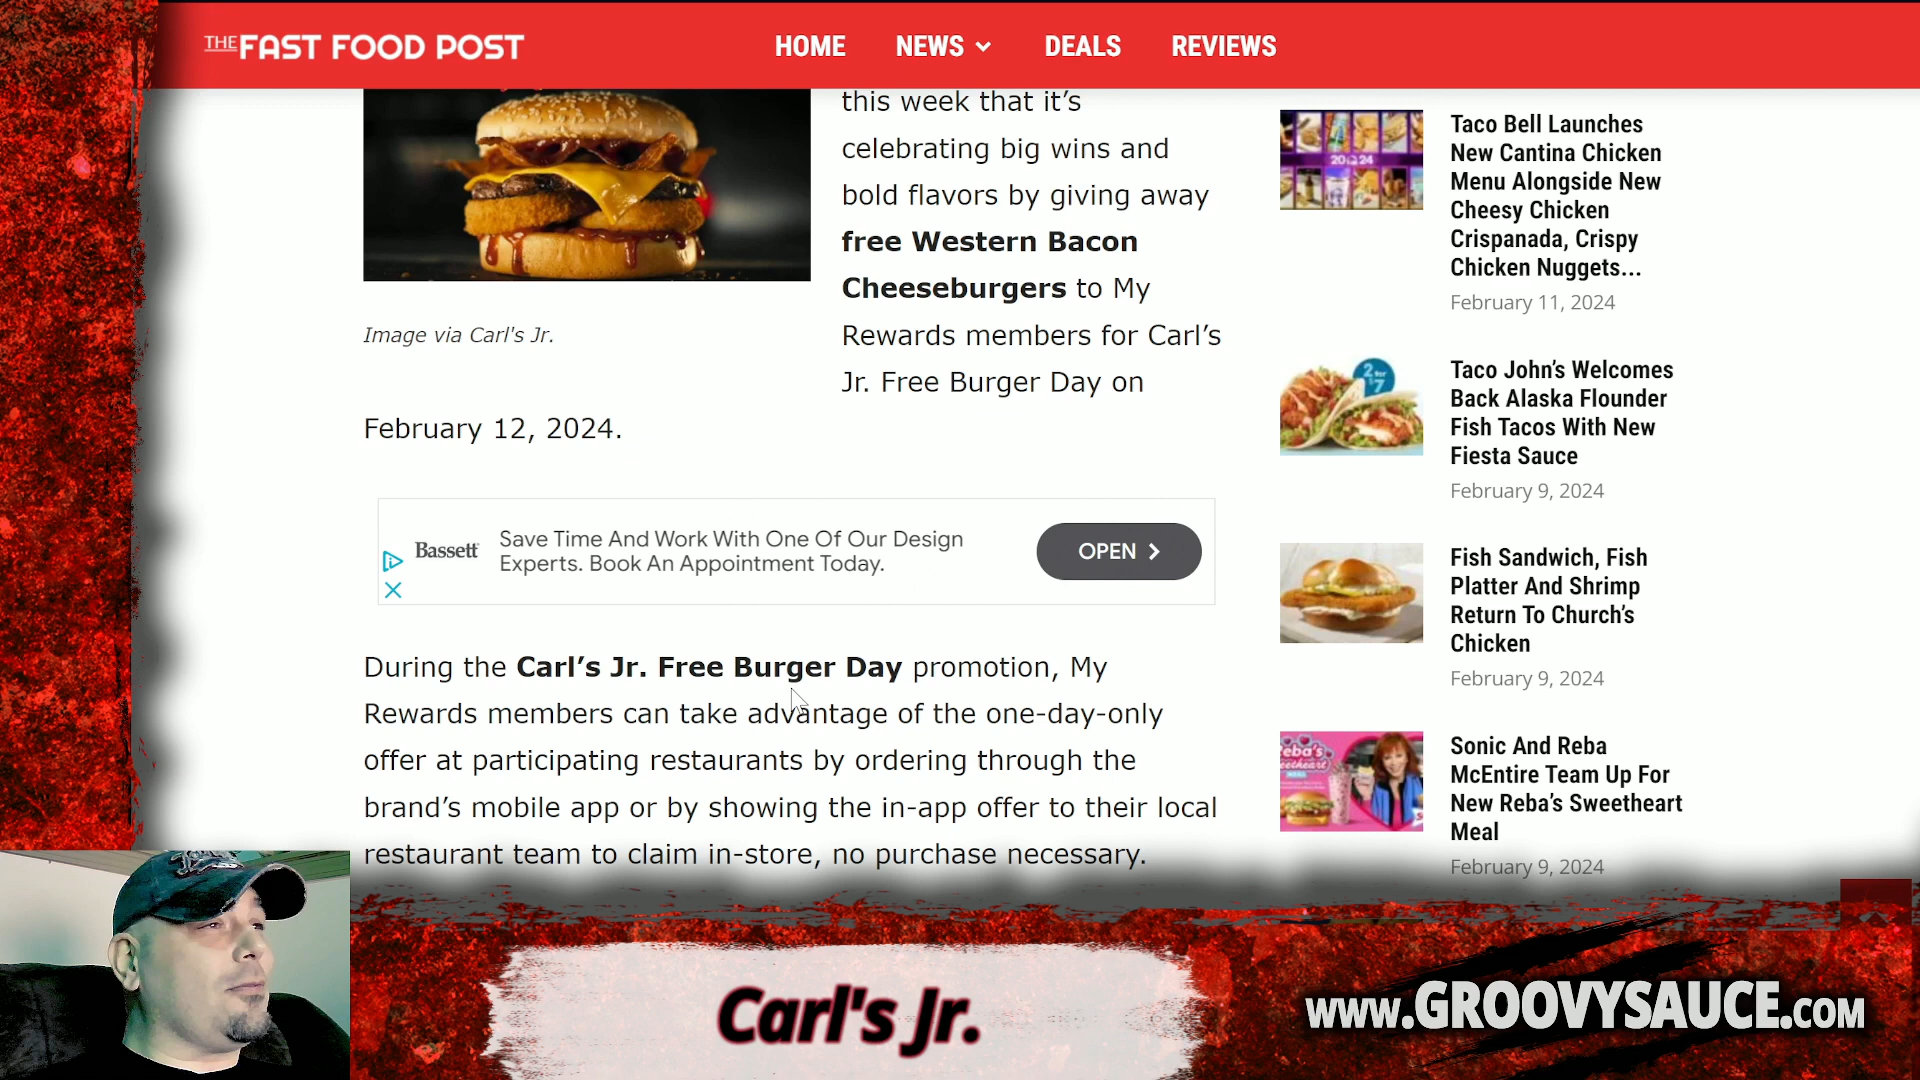 THE FAST FOOD POST
HOME
NEWS
DEALS
REVIEWS
this week that it’s
celebrating big wins and
bold flavors by giving away
free Western Bacon
Cheeseburgers to My
Rewards members for Carl’s
Jr. Free Burger Day on
Image via Carl's Jr.
February 12, 2024.
Bassett
Save Time And Work With One Of Our Design
Experts. Book An Appointment Today.
OPEN
During the Carl’s Jr. Free Burger Day promotion, My
Rewards members can take advantage of the one-day-only
offer at participating restaurants by ordering through the
brand’s mobile app or by showing the in-app offer to their local
restaurant team to claim in-store, no purchase necessary.
2024
Taco Bell Launches
New Cantina Chicken
Menu Alongside New
Cheesy Chicken
Crispanada, Crispy
Chicken Nuggets...
February 11, 2024
2 for
$7
Taco John’s Welcomes
Back Alaska Flounder
Fish Tacos With New
Fiesta Sauce
February 9, 2024
Fish Sandwich, Fish
Platter And Shrimp
Return To Church’s
Chicken
February 9, 2024
Sonic And Reba
McEntire Team Up For
New Reba’s Sweetheart
Meal
February 9, 2024
Carl's Jr.
WWW.GROOVYSAUCE.COM